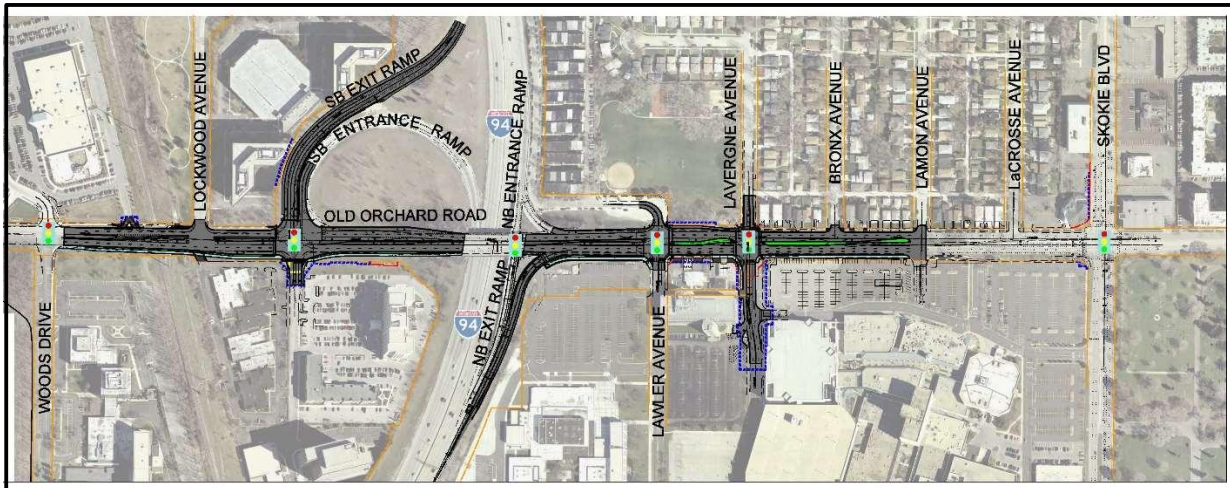 LOCKWOOD AVENUE
SB EXIT RAMP
SB ENTRANCE RAMP
94
NB ENTRANCE RAMP
LAVERGNE AVENUE
BRONX AVENUE
LAMON AVENUE
LaCROSSE AVENUE
SKOKIE BLVD
OLD ORCHARD ROAD
WOODS DRIVE
94
NB EXIT RAMP
LAWLER AVENUE